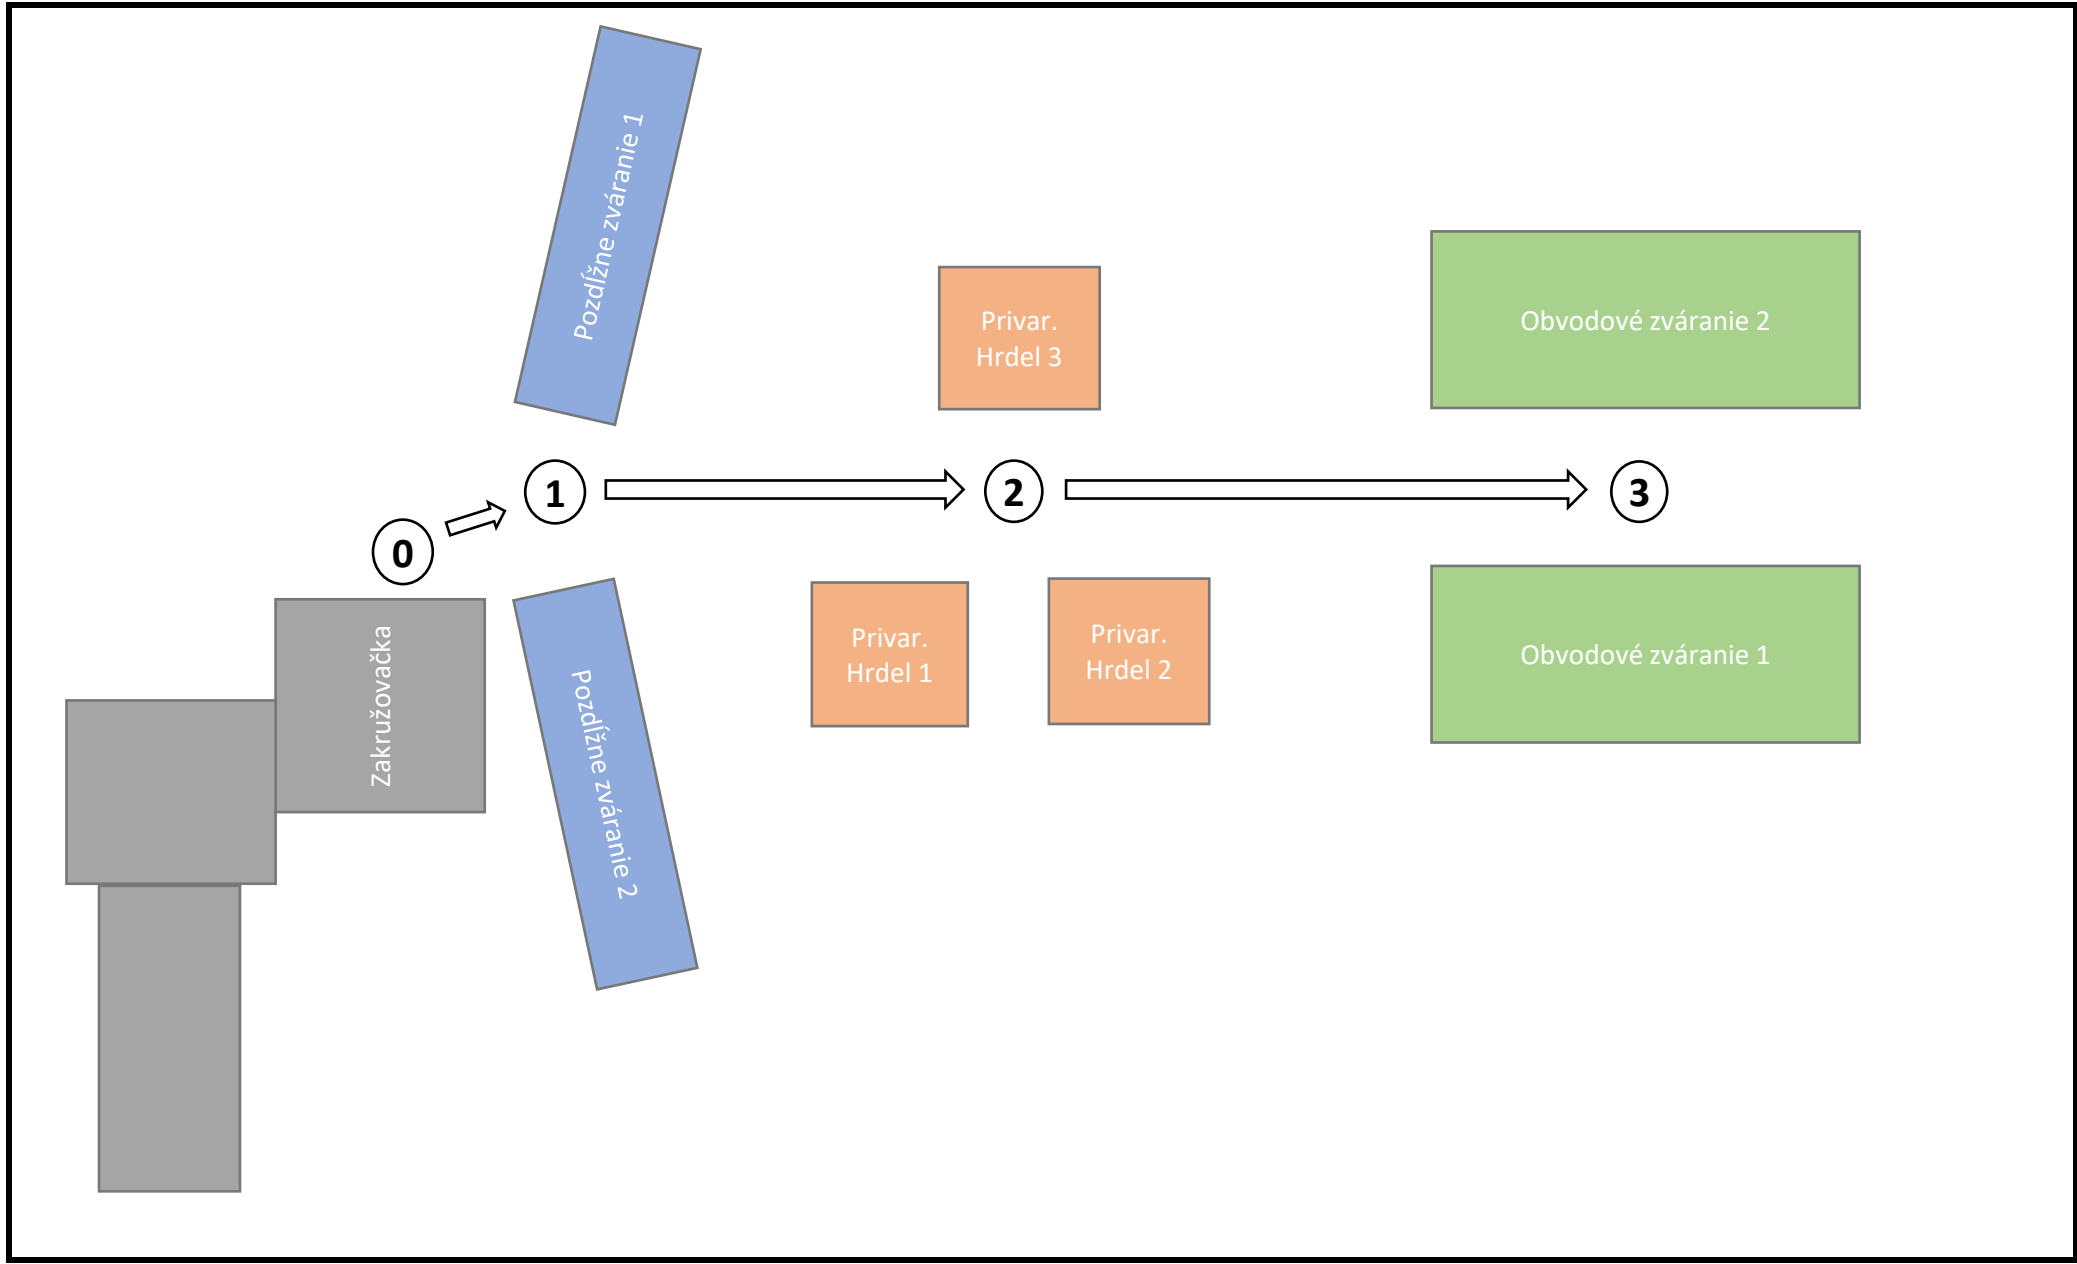 Pozdĺžne zváranie 1
Privar.
Hrdel 3
Obvodové zváranie 2
0
1
2
3
Zakružovačka
Pozdĺžne zváranie 2
Privar.
Hrdel 1
Privar.
Hrdel 2
Obvodové zváranie 1